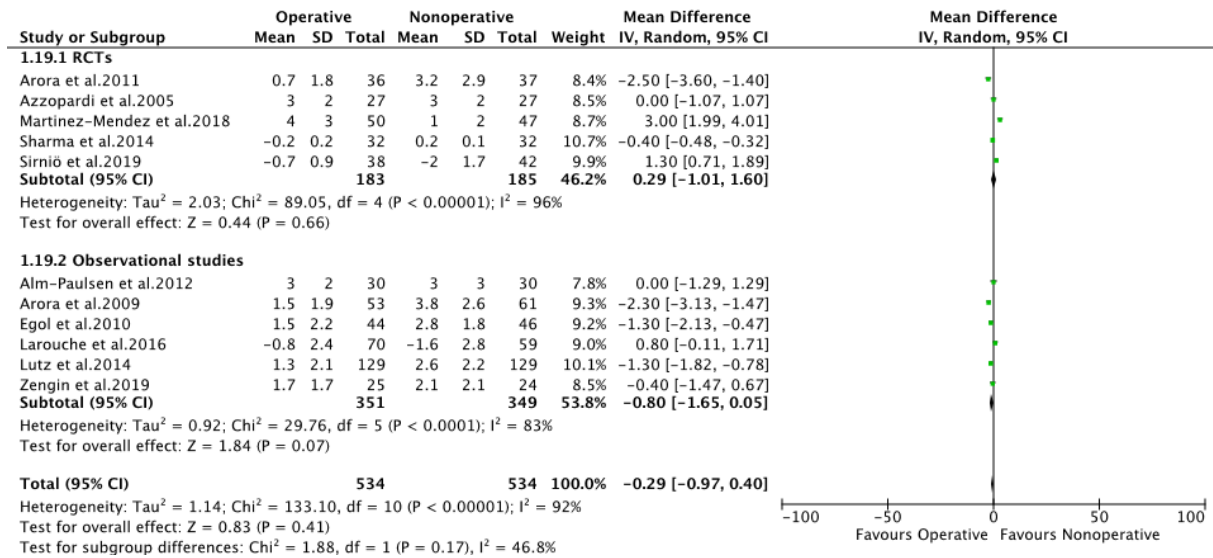 Operative Nonoperative Mean Difference Mean Difference
Study or Subgroup Mean SD Total Mean SD Total Weight IV, Random, 95% CI IV, Random, 95% CI
1.19.1 RCTs
Arora et al.2011 0.7 1.8 36 3.2 2.9 37 8.4% -2.50 [-3.60, -1.40]
Azzopardi et al.2005 3 2 27 3 2 27 8.5% 0.00 [-1.07, 1.07]
Martinez-Mendez et al.2018 4 3 50 1 2 47 8.7% 3.00 [1.99, 4.01]
Sharma et al.2014 -0.2 0.2 32 0.2 0.1 32 10.7% -0.40 [-0.48, -0.32]
Sirniö et al.2019 -0.7 0.9 38 -2 1.7 42 9.9% 1.30 [0.71, 1.89]
Subtotal (95% CI) 183 185 46.2% 0.29 [-1.01, 1.60]
Heterogeneity: Tau² = 2.03; Chi² = 89.05, df = 4 (P < 0.00001); I² = 96%
Test for overall effect: Z = 0.44 (P = 0.66)
1.19.2 Observational studies
Alm-Paulsen et al.2012 3 2 30 3 3 30 7.8% 0.00 [-1.29, 1.29]
Arora et al.2009 1.5 1.9 53 3.8 2.6 61 9.3% -2.30 [-3.13, -1.47]
Egol et al.2010 1.5 2.2 44 2.8 1.8 46 9.2% -1.30 [-2.13, -0.47]
Larouche et al.2016 -0.8 2.4 70 -1.6 2.8 59 9.0% 0.80 [-0.11, 1.71]
Lutz et al.2014 1.3 2.1 129 2.6 2.2 129 10.1% -1.30 [-1.82, -0.78]
Zengin et al.2019 1.7 1.7 25 2.1 2.1 24 8.5% -0.40 [-1.47, 0.67]
Subtotal (95% CI) 351 349 53.8% -0.80 [-1.65, 0.05]
Heterogeneity: Tau² = 0.92; Chi² = 29.76, df = 5 (P < 0.0001); I² = 83%
Test for overall effect: Z = 1.84 (P = 0.07)
Total (95% CI) 534 534 100.0% -0.29 [-0.97, 0.40]
Heterogeneity: Tau² = 1.14; Chi² = 133.10, df = 10 (P < 0.00001); I² = 92%
Test for overall effect: Z = 0.83 (P = 0.41)
Test for subgroup differences: Chi² = 1.88, df = 1 (P = 0.17), I² = 46.8%
-100 -50 0 50 100
Favours Operative Favours Nonoperative